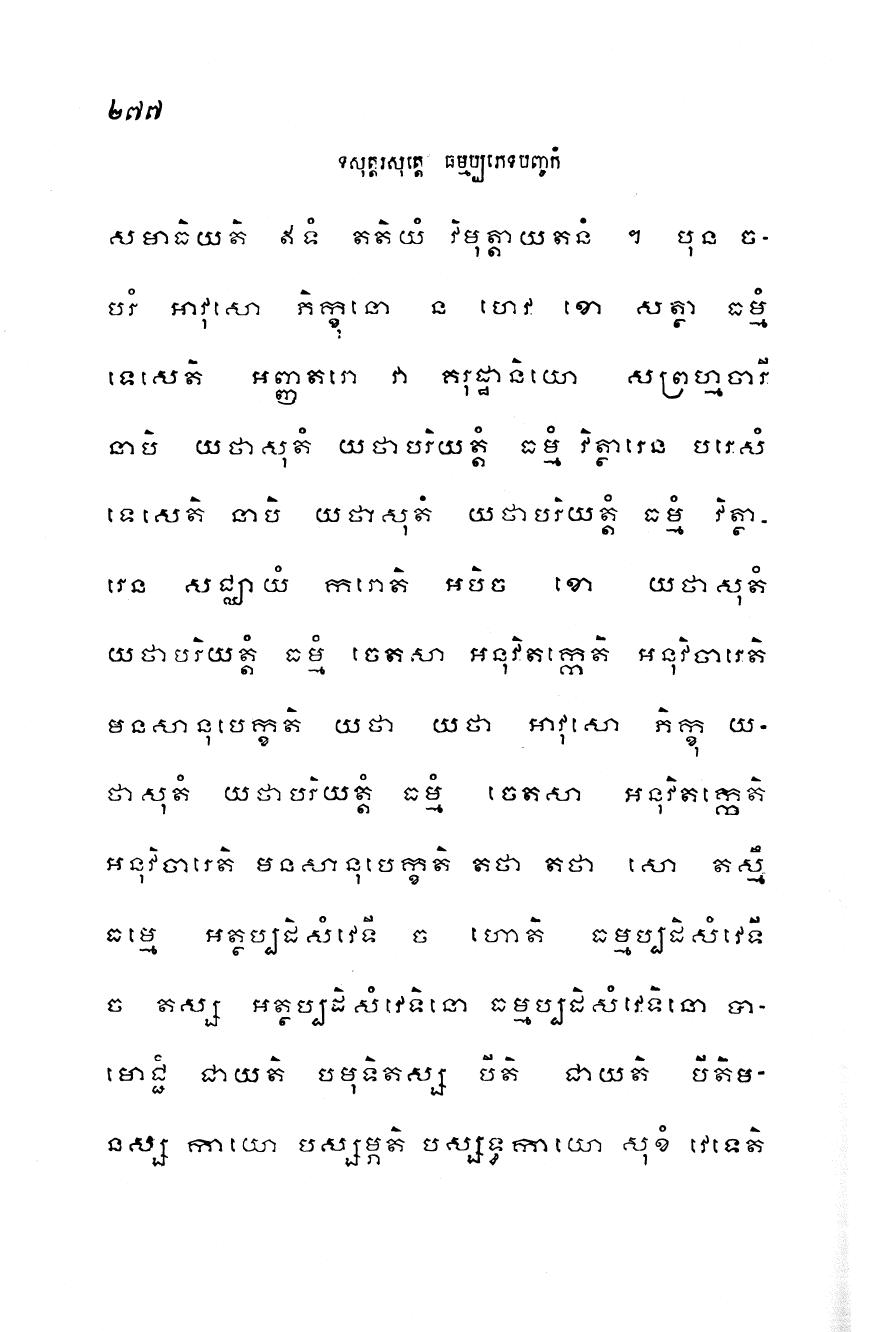 ២៧៧
ទសុត្តរសុត្តេ ធម្មប្បភេទបញ្ចកំ
សមាធិយតិ ឥទំ តតិយំ វិមុត្តាយតនំ ។ បុន ច-
បរំ អាវុសោ ភិក្ខុនោ ន ហេវ ខោ សត្ថា ធម្មំ
ទេសេតិ អញ្ញតរោ វា គរុដ្ឋានិយោ សព្រហ្មចារី
នាបិ យថាសុតំ យថាបរិយត្តំ ធម្មំ វិត្ថារេន បរេសំ
ទេសេតិ នាបិ យថាសុតំ យថាបរិយត្តំ ធម្មំ វិត្ថា-
រេន សជ្ឈាយំ ករោតិ អបិច ខោ យថាសុតំ
យថាបរិយត្តំ ធម្មំ ចេតសា អនុវិតក្កេតិ អនុវិចារេតិ
មនសានុបេក្ខតិ យថា យថា អាវុសោ ភិក្ខុ យ-
ថាសុតំ យថាបរិយត្តំ ធម្មំ ចេតសា អនុវិតក្កេតិ
អនុវិចារេតិ មនសានុបេក្ខតិ តថា តថា សោ តស្មឹ
ធម្មេ អត្ថប្បដិសំវេទី ច ហោតិ ធម្មប្បដិសំវេទី
ច តស្ស អត្ថប្បដិសំវេទិនោ ធម្មប្បដិសំវេទិនោ បា-
មោជ្ជំ ជាយតិ បមុទិតស្ស បីតិ ជាយតិ បីតិម-
នស្ស កាយោ បស្សម្ភតិ បស្សទ្ធកាយោ សុខំ វេទេតិ